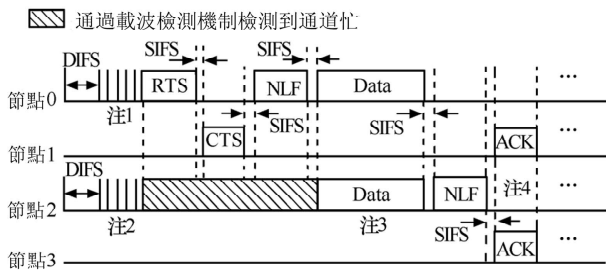 通過載波檢測機制檢測到通道忙
SIFS SIFS
DIFS
節點0 RTS NLF Data ...
注1 SIFS SIFS
節點1 CTS ACK ...
DIFS
節點2 Data NLF 注4 ...
注2 注3 SIFS
節點3 ACK